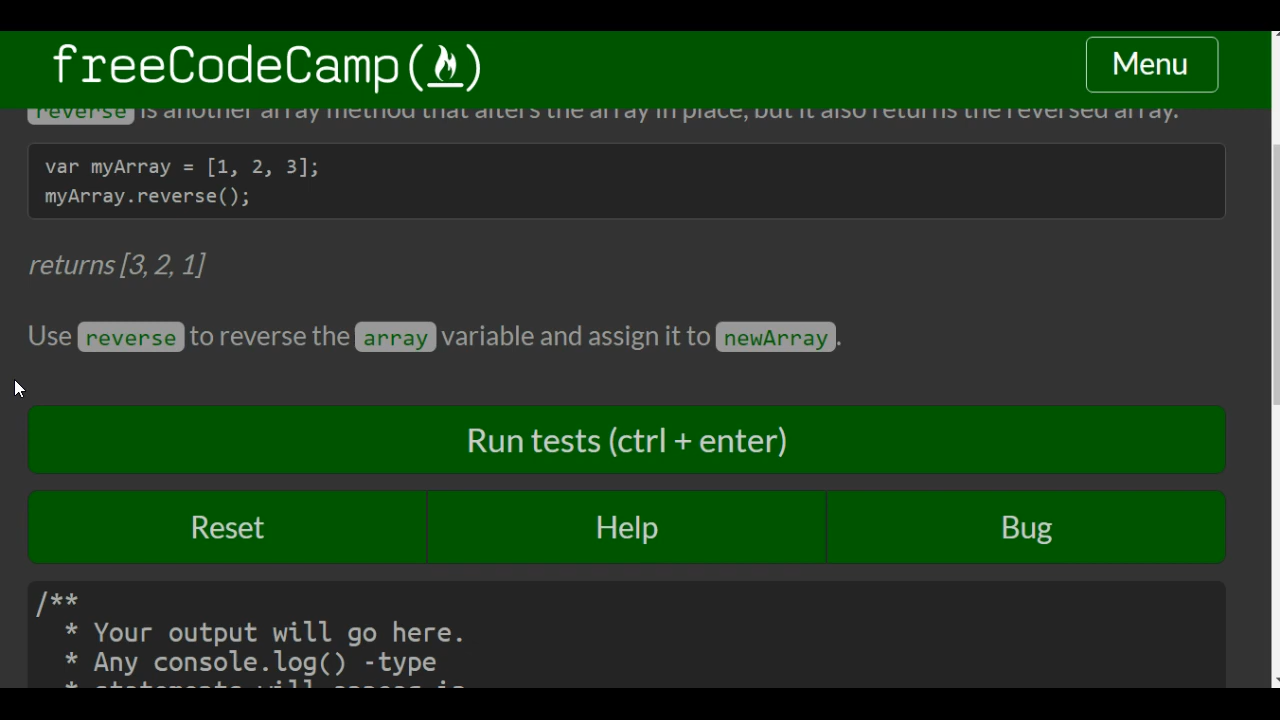 freeCodeCamp(🔥)
Menu
reverse is another array method that alters the array in place, but it also returns the reversed array.
var myArray = [1, 2, 3];
myArray.reverse();
returns [3, 2, 1]
Use reverse to reverse the array variable and assign it to newArray.
Run tests (ctrl + enter)
Reset
Help
Bug
/**
* Your output will go here.
* Any console.log() -type